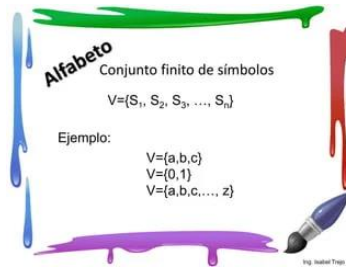 Alfabeto
Conjunto finito de símbolos
V={S₁, S₂, S₃, …, Sₙ}
Ejemplo:
V={a,b,c}
V={0,1}
V={a,b,c,…, z}
Ing. Isabel Trejo